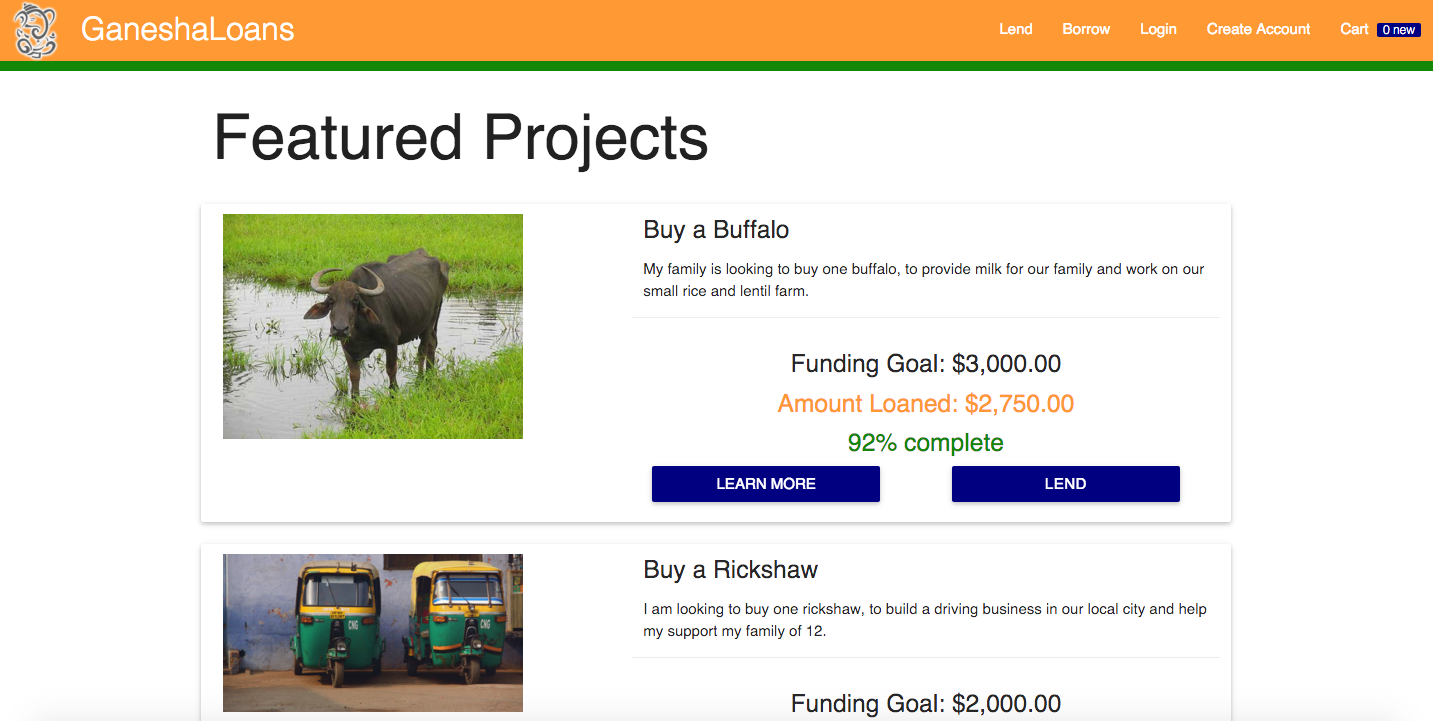 GaneshaLoans
Lend Borrow Login Create Account Cart 0 new
Featured Projects
Buy a Buffalo
My family is looking to buy one buffalo, to provide milk for our family and work on our
small rice and lentil farm.
Funding Goal: $3,000.00
Amount Loaned: $2,750.00
92% complete
LEARN MORE LEND
CNG
CNG
Buy a Rickshaw
I am looking to buy one rickshaw, to build a driving business in our local city and help
my support my family of 12.
Funding Goal: $2,000.00